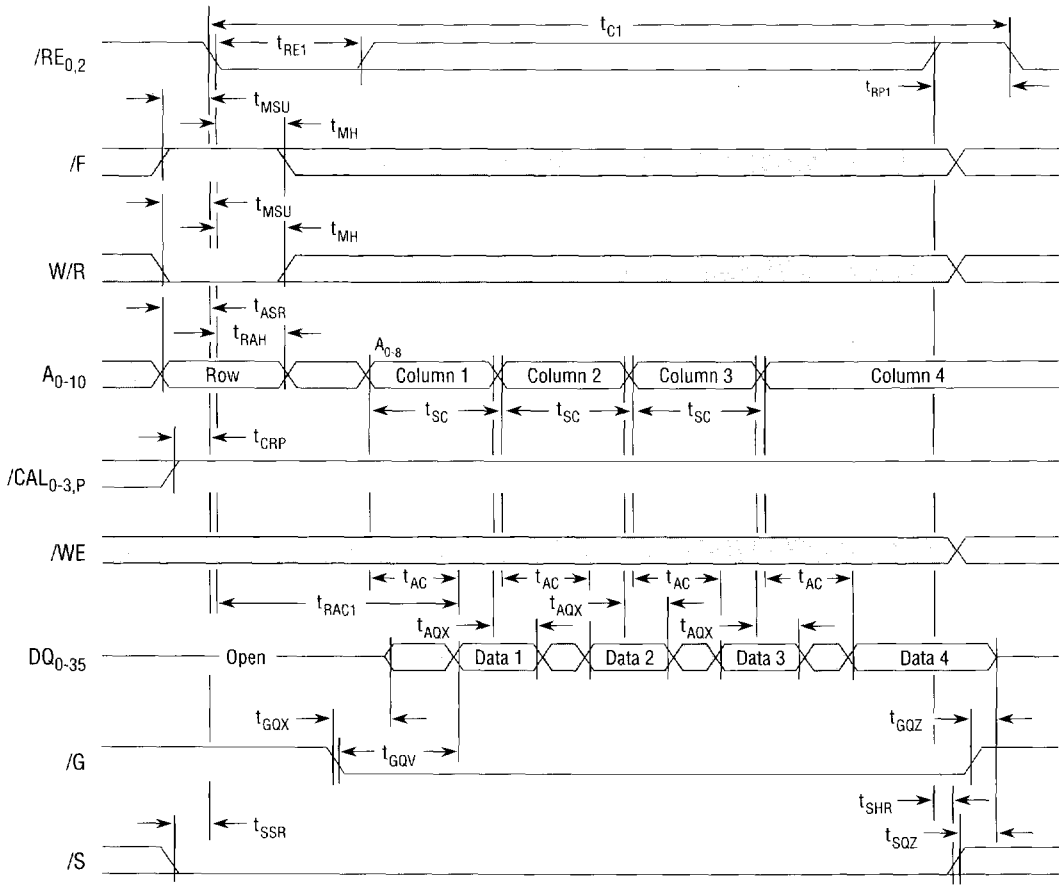 t_C1
t_RE1
/RE_0,2
t_RP1
t_MSU
t_MH
/F
t_MSU
t_MH
W/R
t_ASR
t_RAH
A_0-8
A_0-10 Row Column 1 Column 2 Column 3 Column 4
t_SC t_SC t_SC
t_CRP
/CAL_0-3,P
/WE
t_AC t_AC t_AC t_AC
t_RAC1 t_AQX
t_AQX t_AQX
DQ_0-35 Open Data 1 Data 2 Data 3 Data 4
t_GQX t_GQZ
/G t_GQV
t_SHR
t_SSR t_SQZ
/S